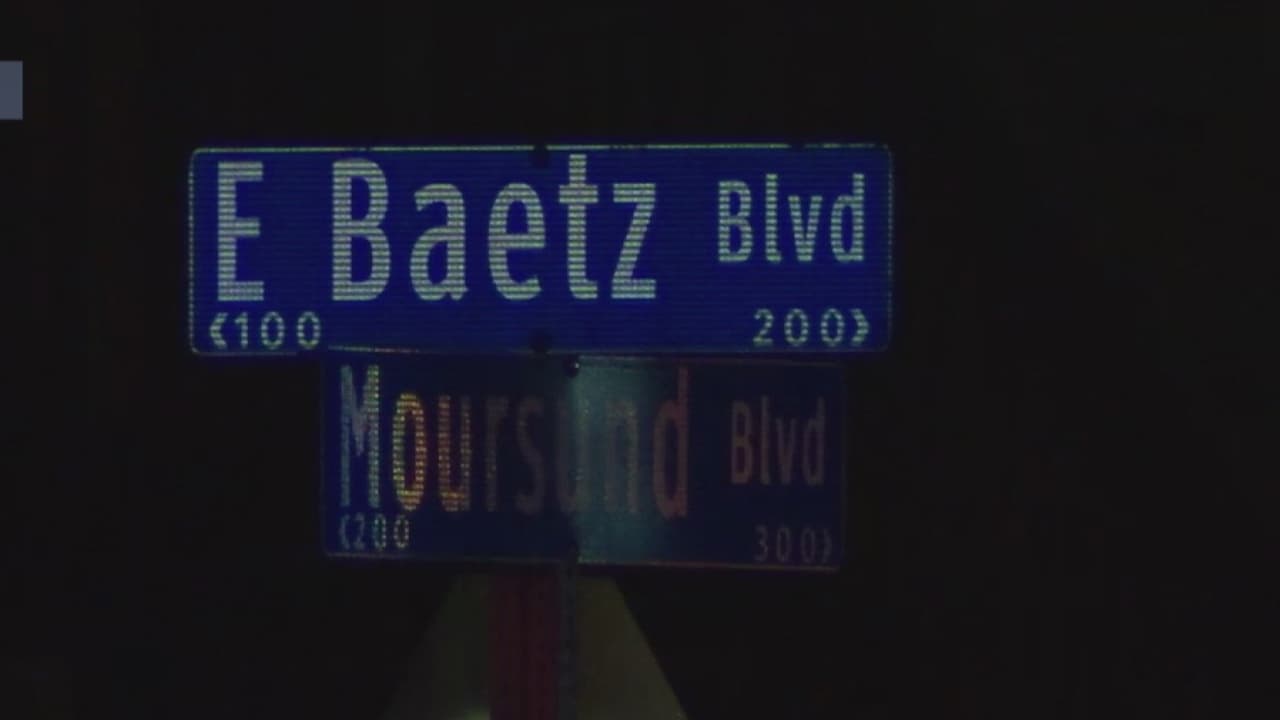 E Baetz Blvd
‹100 200›
Moursund Blvd
‹200 300›